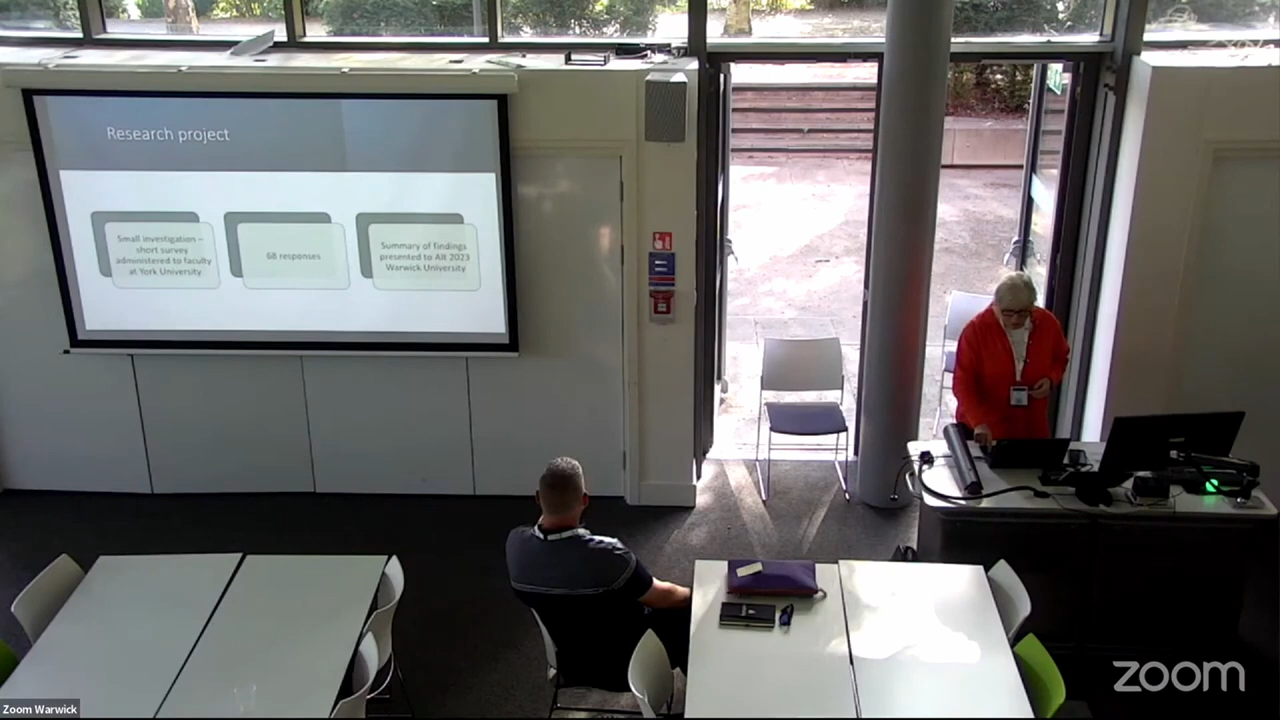 Research project
Small investigation –
short survey
administered to faculty
at York University
68 responses
Summary of findings
presented to Alt 2023
Warwick University
zoom
Zoom Warwick